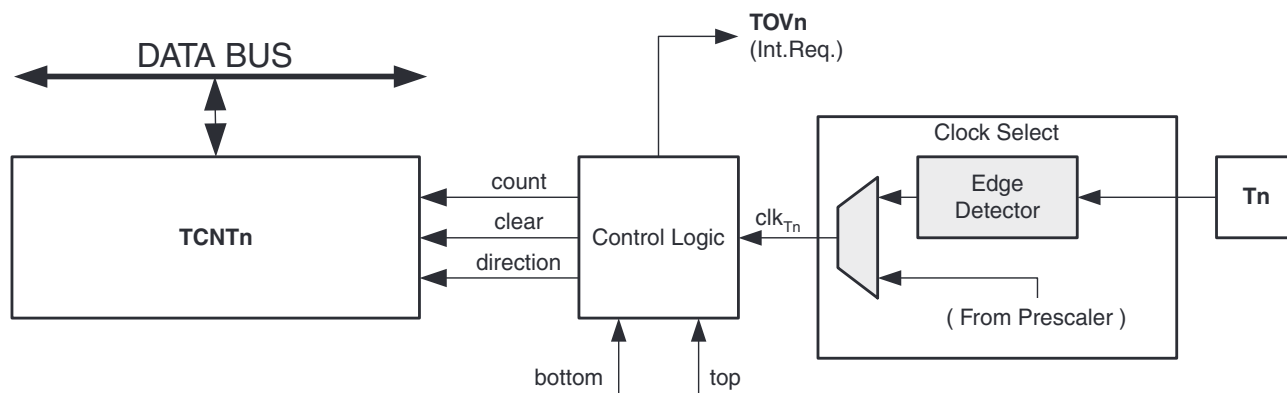 TOVn
(Int.Req.)
DATA BUS
Clock Select
Edge
Detector
Tn
count
clear
direction
TCNTn
Control Logic
clkTn
( From Prescaler )
bottom
top